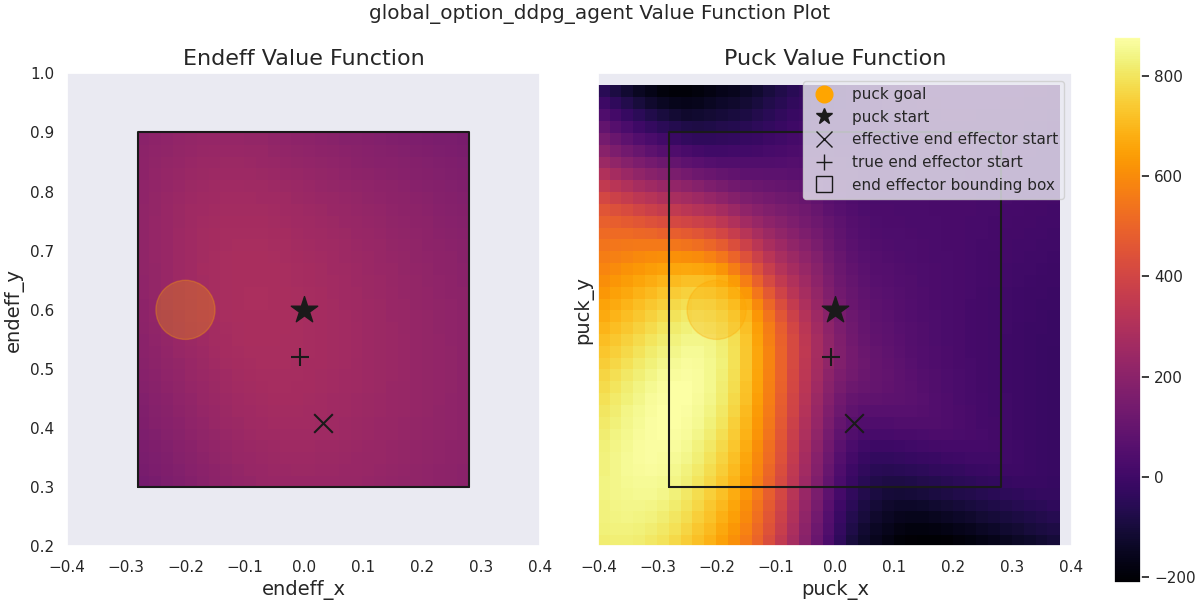 global_option_ddpg_agent Value Function Plot
Endeff Value Function
Puck Value Function
1.0
0.9
0.8
0.7
0.6
0.5
0.4
0.3
0.2
endeff_y
−0.4 −0.3 −0.2 −0.1 0.0 0.1 0.2 0.3 0.4
endeff_x
puck_y
puck goal
puck start
effective end effector start
true end effector start
end effector bounding box
−0.4 −0.3 −0.2 −0.1 0.0 0.1 0.2 0.3 0.4
puck_x
800
600
400
200
0
−200